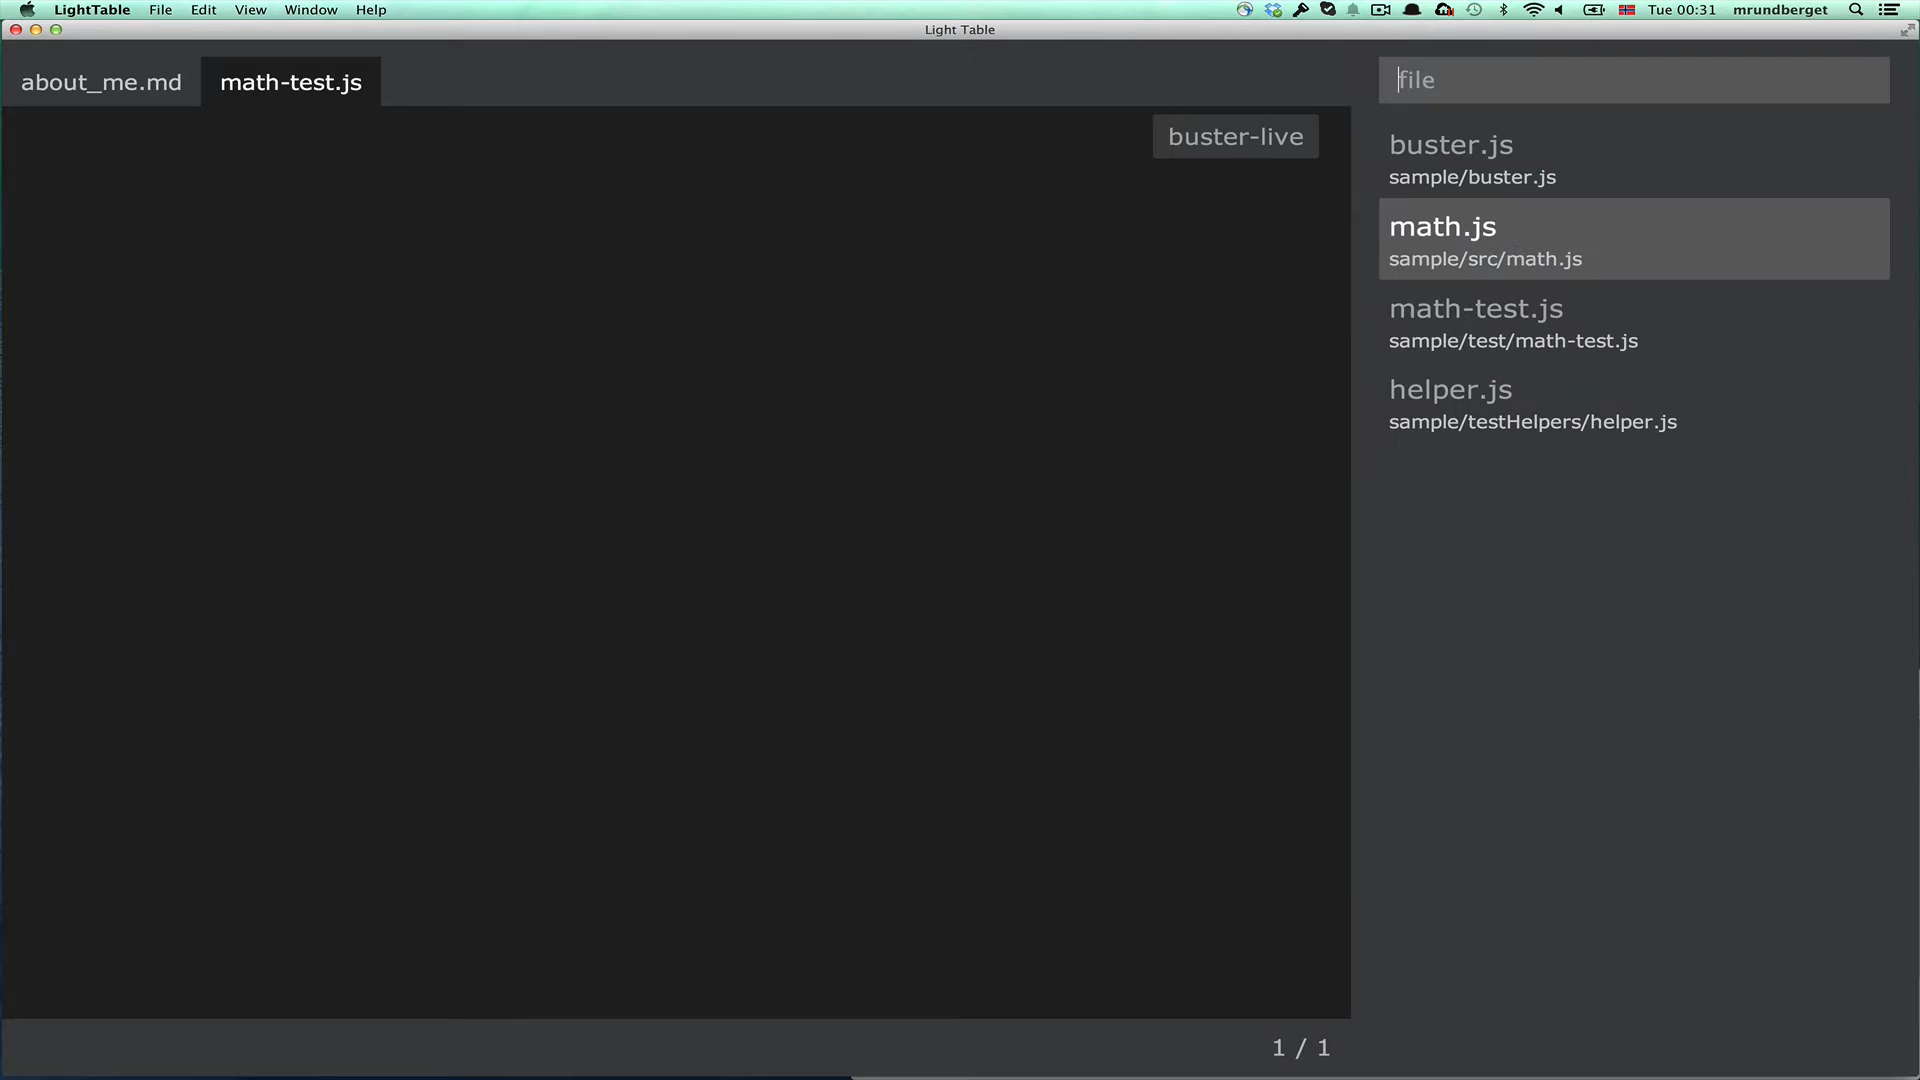 LightTable File Edit View Window Help Tue 00:31 mrundberget
Light Table
about_me.md math-test.js
buster-live
file
buster.js
sample/buster.js
math.js
sample/src/math.js
math-test.js
sample/test/math-test.js
helper.js
sample/testHelpers/helper.js
1 / 1